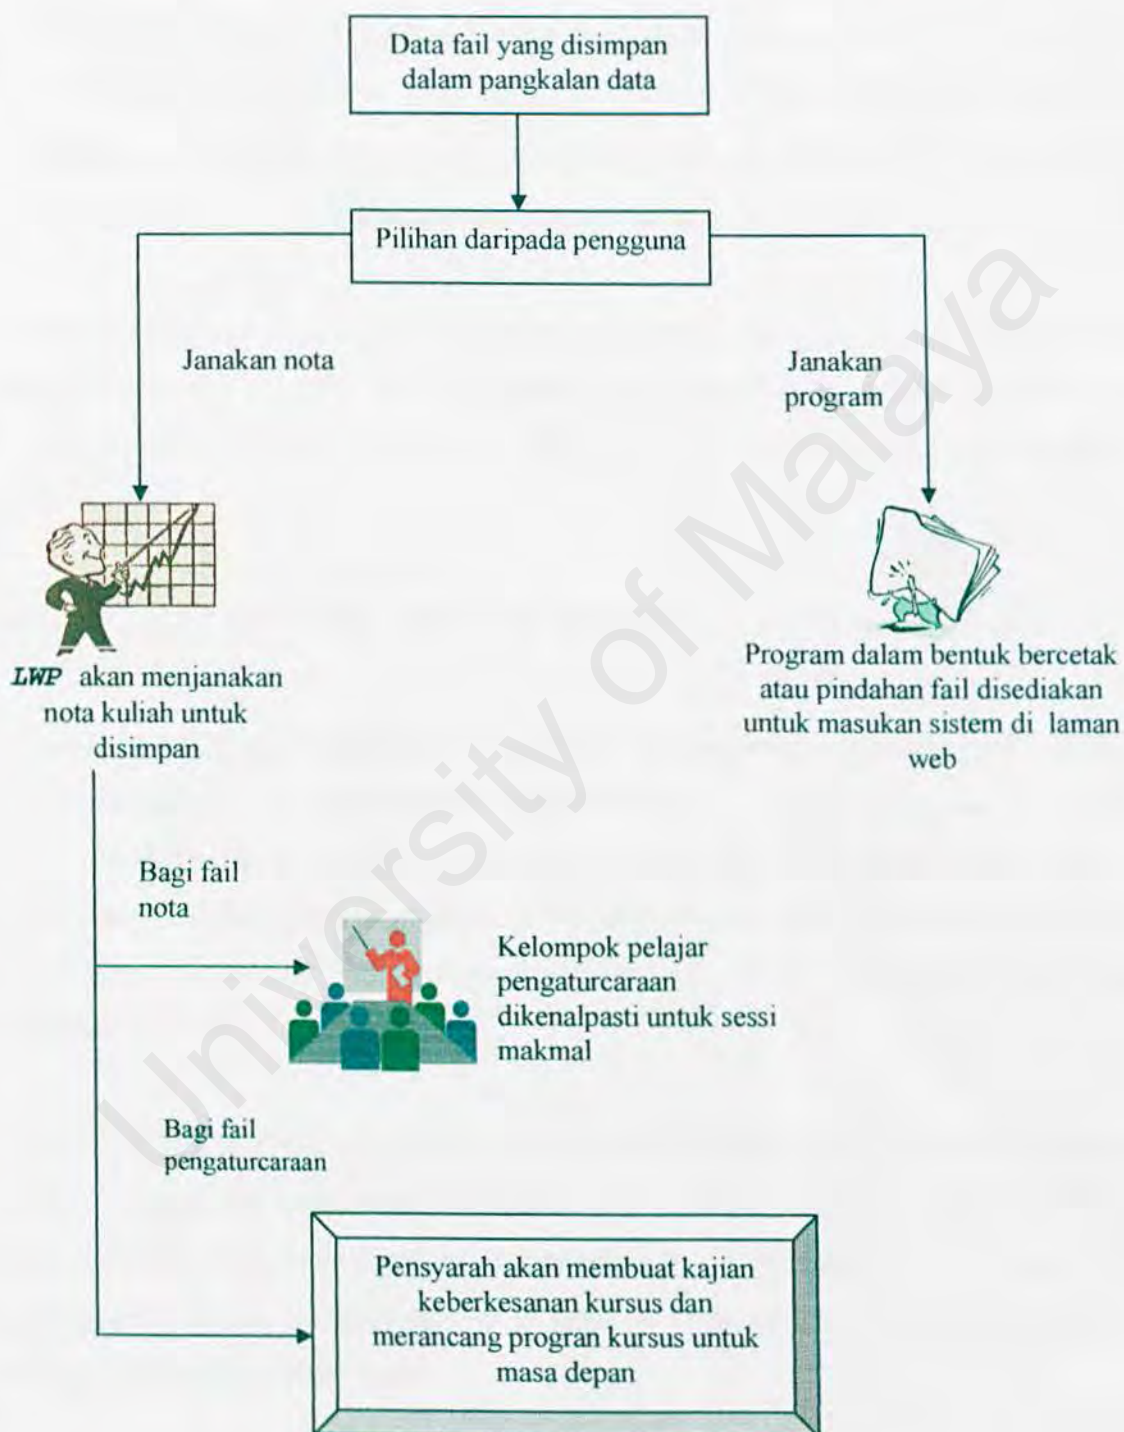 Data fail yang disimpan
dalam pangkalan data
Pilihan daripada pengguna
Janakan nota
Janakan
program
LWP akan menjanakan
nota kuliah untuk
disimpan
Program dalam bentuk bercetak
atau pindahan fail disediakan
untuk masukan sistem di laman
web
Bagi fail
nota
Kelompok pelajar
pengaturcaraan
dikenalpasti untuk sessi
makmal
Bagi fail
pengaturcaraan
Pensyarah akan membuat kajian
keberkesanan kursus dan
merancang progran kursus untuk
masa depan
University of Malaya